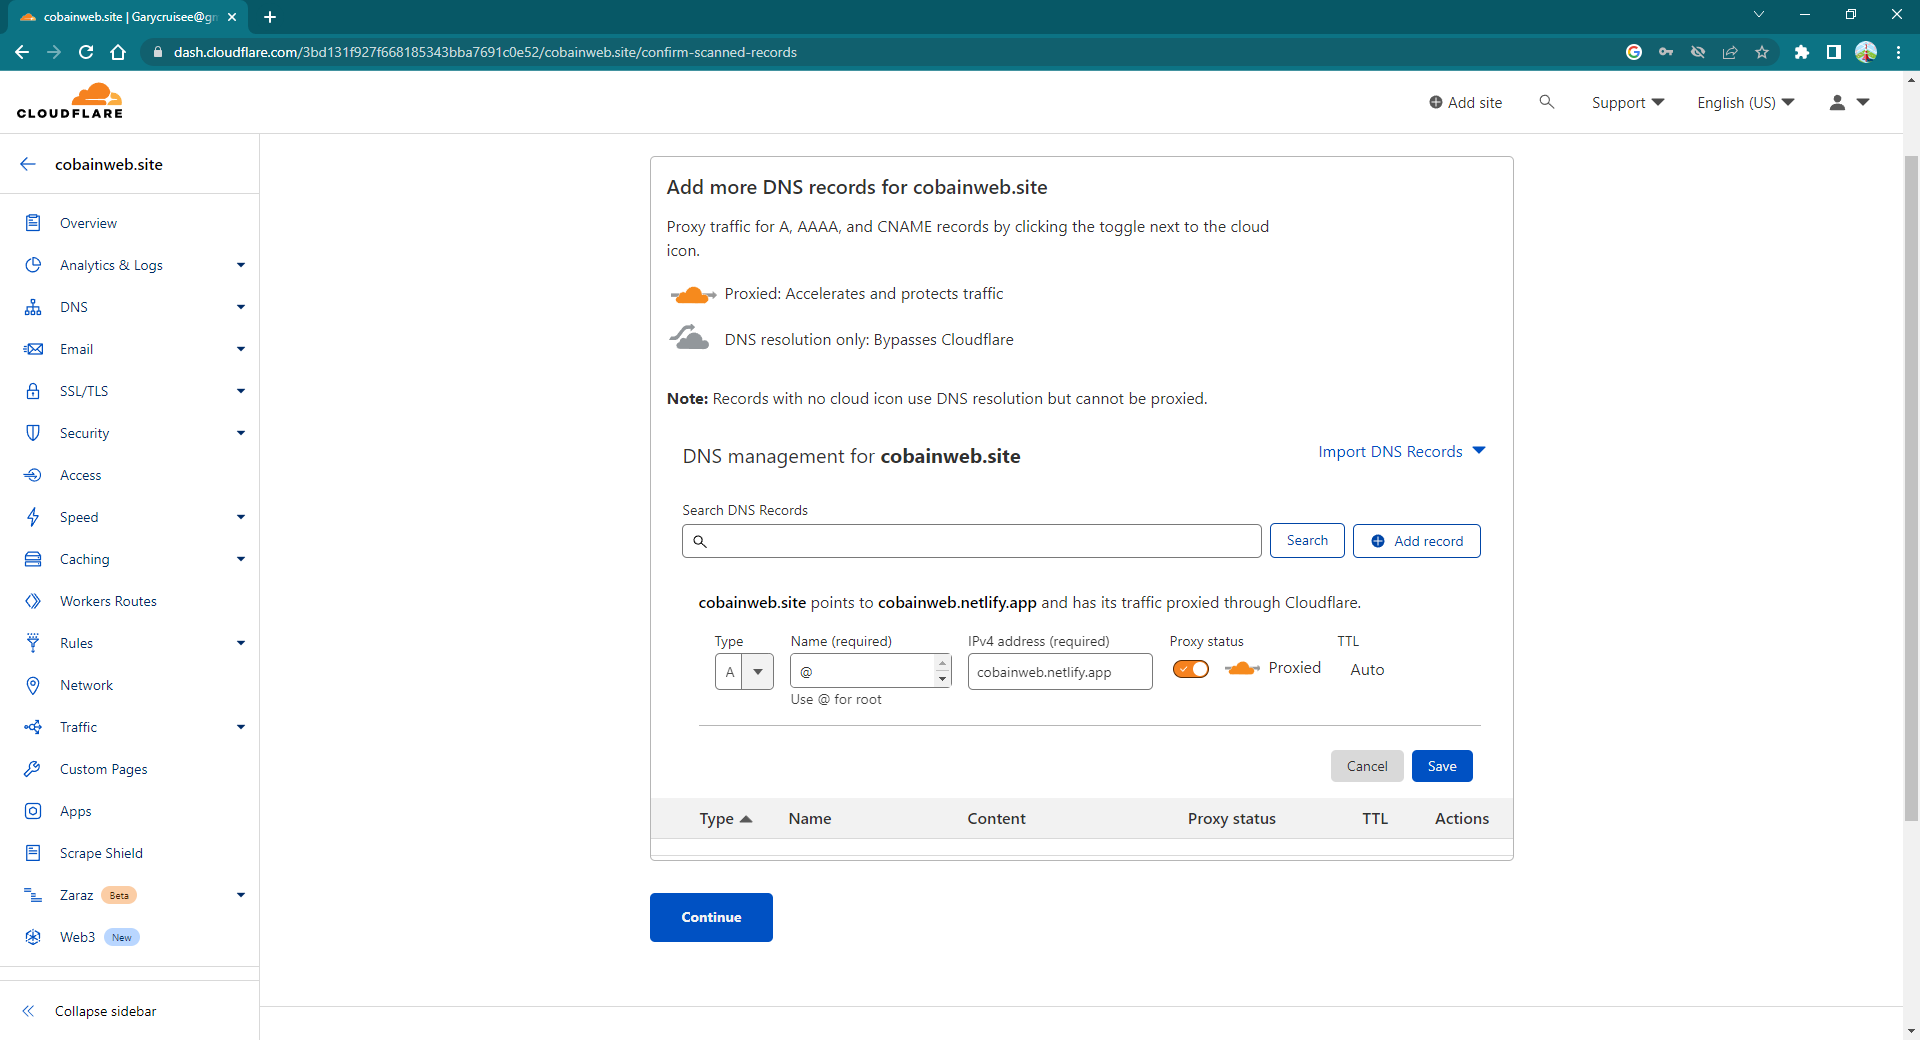 cobainweb.site | Garycruisee@gm
dash.cloudflare.com/3bd131f927f668185343bba7691c0e52/cobainweb.site/confirm-scanned-records
CLOUDFLARE
Add site
Support
English (US)
cobainweb.site
Overview
Analytics & Logs
DNS
Email
SSL/TLS
Security
Access
Speed
Caching
Workers Routes
Rules
Network
Traffic
Custom Pages
Apps
Scrape Shield
Zaraz Beta
Web3 New
Collapse sidebar
Add more DNS records for cobainweb.site
Proxy traffic for A, AAAA, and CNAME records by clicking the toggle next to the cloud
icon.
Proxied: Accelerates and protects traffic
DNS resolution only: Bypasses Cloudflare
Note: Records with no cloud icon use DNS resolution but cannot be proxied.
DNS management for cobainweb.site
Import DNS Records
Search DNS Records
Search
Add record
cobainweb.site points to cobainweb.netlify.app and has its traffic proxied through Cloudflare.
Type Name (required) IPv4 address (required) Proxy status TTL
A @ cobainweb.netlify.app Proxied Auto
Use @ for root
Cancel Save
Type Name Content Proxy status TTL Actions
Continue